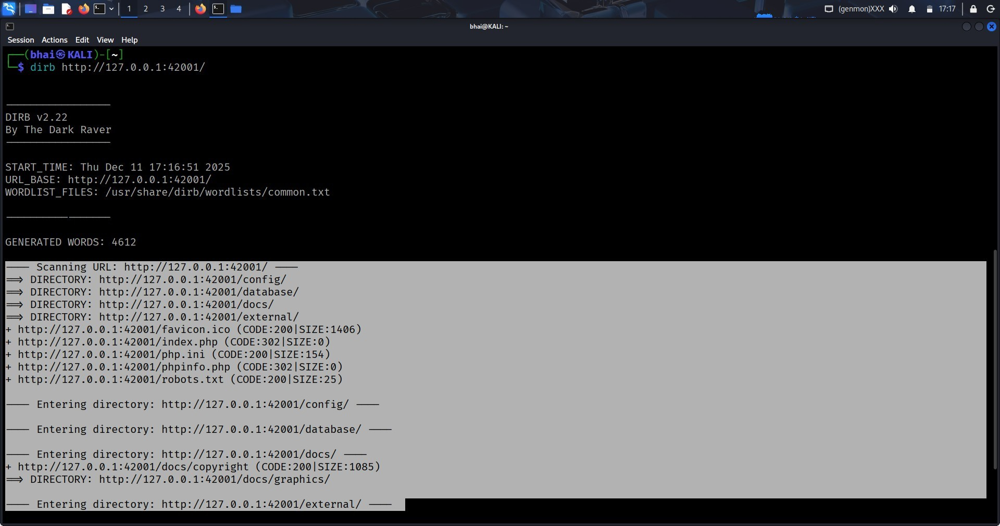 1 2 3 4 (genmon)XXX 17:17
bhai@KALI: ~
Session Actions Edit View Help
┌──(bhai㉿KALI)-[~]
└─$ dirb http://127.0.0.1:42001/
─────────────────
DIRB v2.22
By The Dark Raver
─────────────────
START_TIME: Thu Dec 11 17:16:51 2025
URL_BASE: http://127.0.0.1:42001/
WORDLIST_FILES: /usr/share/dirb/wordlists/common.txt
─────────────────
GENERATED WORDS: 4612
──── Scanning URL: http://127.0.0.1:42001/ ────
==> DIRECTORY: http://127.0.0.1:42001/config/
==> DIRECTORY: http://127.0.0.1:42001/database/
==> DIRECTORY: http://127.0.0.1:42001/docs/
==> DIRECTORY: http://127.0.0.1:42001/external/
+ http://127.0.0.1:42001/favicon.ico (CODE:200|SIZE:1406)
+ http://127.0.0.1:42001/index.php (CODE:302|SIZE:0)
+ http://127.0.0.1:42001/php.ini (CODE:200|SIZE:154)
+ http://127.0.0.1:42001/phpinfo.php (CODE:302|SIZE:0)
+ http://127.0.0.1:42001/robots.txt (CODE:200|SIZE:25)
──── Entering directory: http://127.0.0.1:42001/config/ ────
──── Entering directory: http://127.0.0.1:42001/database/ ────
──── Entering directory: http://127.0.0.1:42001/docs/ ────
+ http://127.0.0.1:42001/docs/copyright (CODE:200|SIZE:1085)
==> DIRECTORY: http://127.0.0.1:42001/docs/graphics/
──── Entering directory: http://127.0.0.1:42001/external/ ────